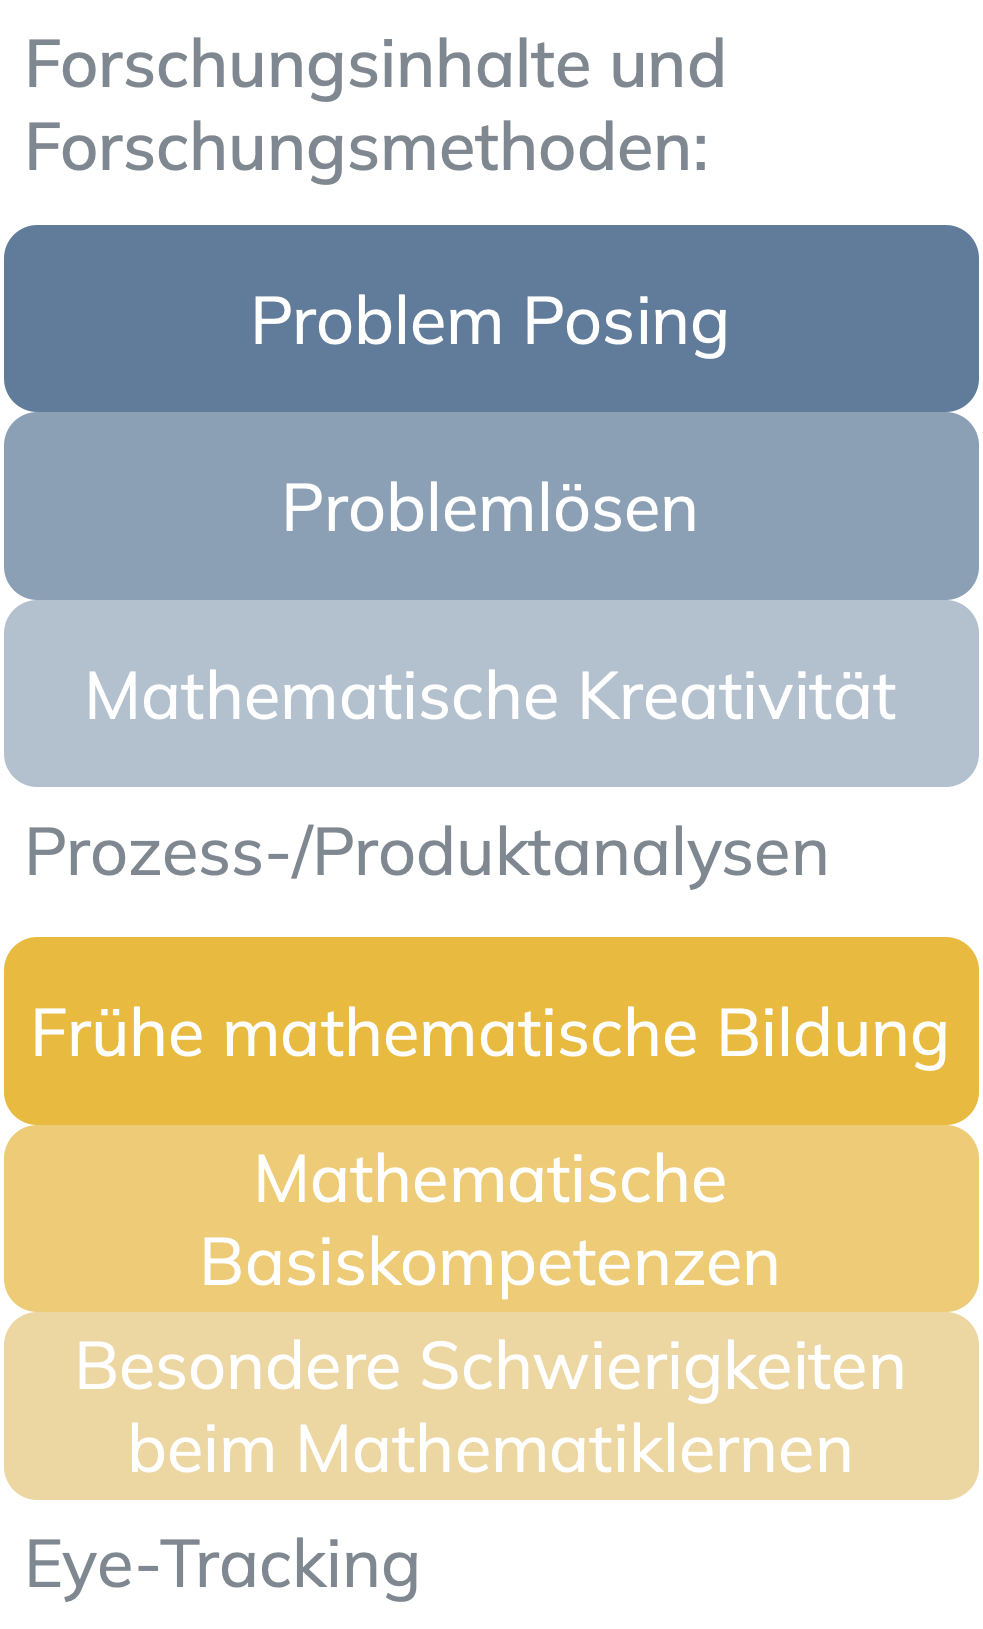 Forschungsinhalte und
Forschungsmethoden:
Problem Posing
Problemlösen
Mathematische Kreativität
Prozess-/Produktanalysen
Frühe mathematische Bildung
Mathematische
Basiskompetenzen
Besondere Schwierigkeiten
beim Mathematiklernen
Eye-Tracking